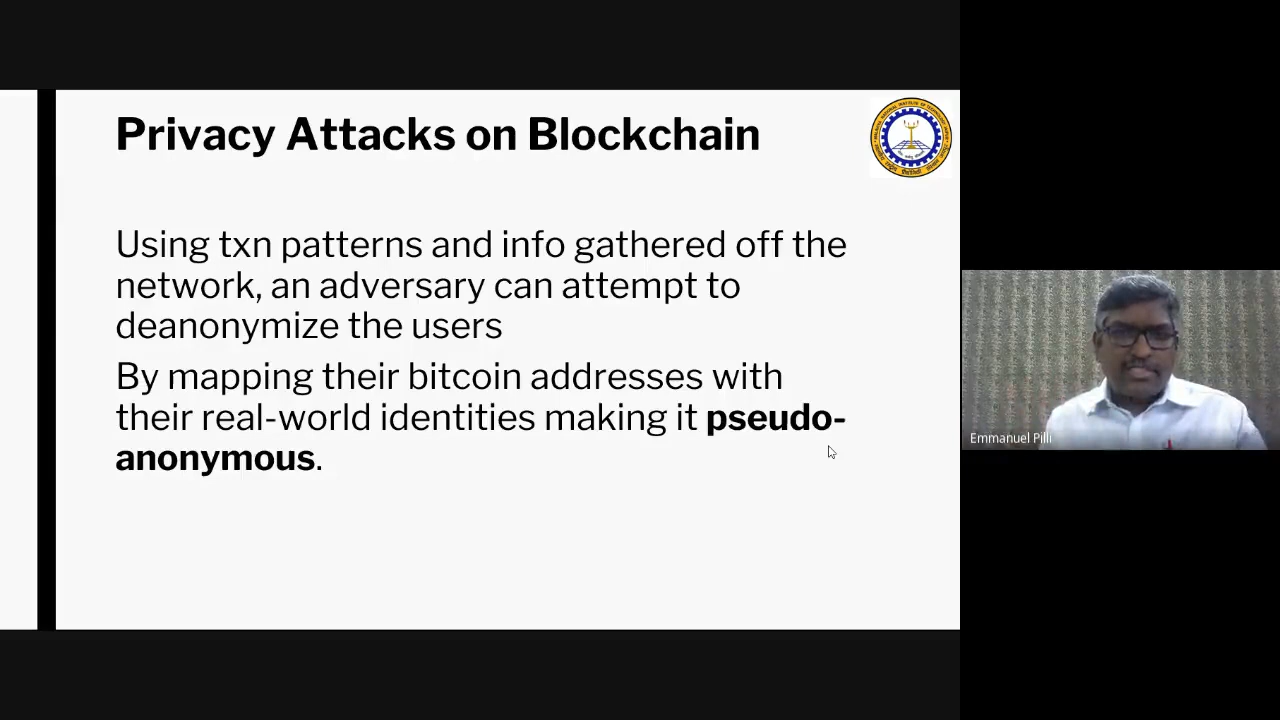 Privacy Attacks on Blockchain
Using txn patterns and info gathered off the
network, an adversary can attempt to
deanonymize the users
By mapping their bitcoin addresses with
their real-world identities making it pseudo-
anonymous.
Emmanuel Pilli